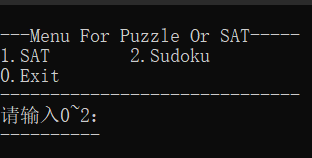 ---Menu For Puzzle Or SAT-----
1.SAT        2.Sudoku
0.Exit
------------------------------
请输入0~2:
----------